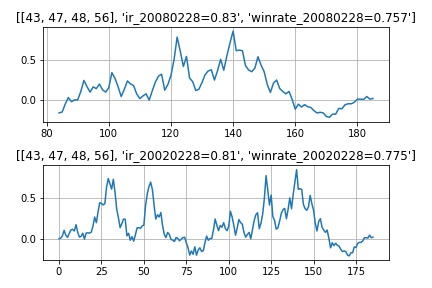 [[43, 47, 48, 56], 'ir_20080228=0.83', 'winrate_20080228=0.757']
0.5
0.0
80 100 120 140 160 180
[[43, 47, 48, 56], 'ir_20020228=0.81', 'winrate_20020228=0.775']
0.5
0.0
0 25 50 75 100 125 150 175